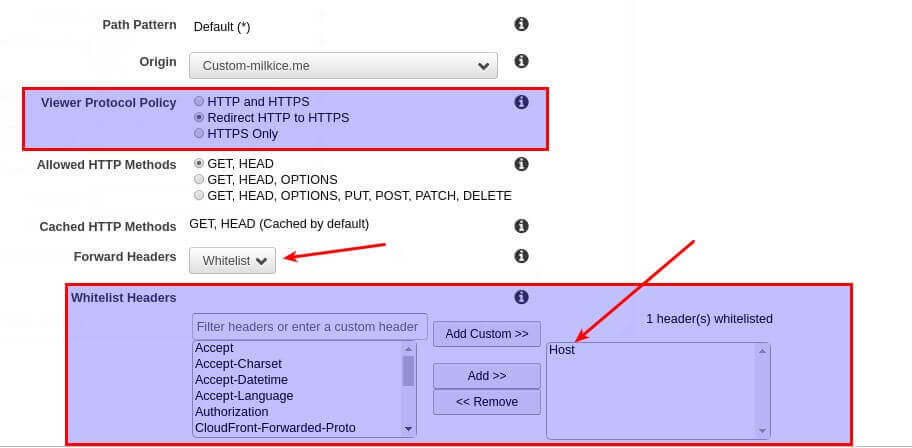 Path Pattern Default (*)
Origin Custom-milkice.me
Viewer Protocol Policy HTTP and HTTPS
Redirect HTTP to HTTPS
HTTPS Only
Allowed HTTP Methods GET, HEAD
GET, HEAD, OPTIONS
GET, HEAD, OPTIONS, PUT, POST, PATCH, DELETE
Cached HTTP Methods GET, HEAD (Cached by default)
Forward Headers Whitelist
Whitelist Headers
Filter headers or enter a custom header Add Custom >> 1 header(s) whitelisted
Accept Host
Accept-Charset
Accept-Datetime Add >>
Accept-Language
Authorization << Remove
CloudFront-Forwarded-Proto